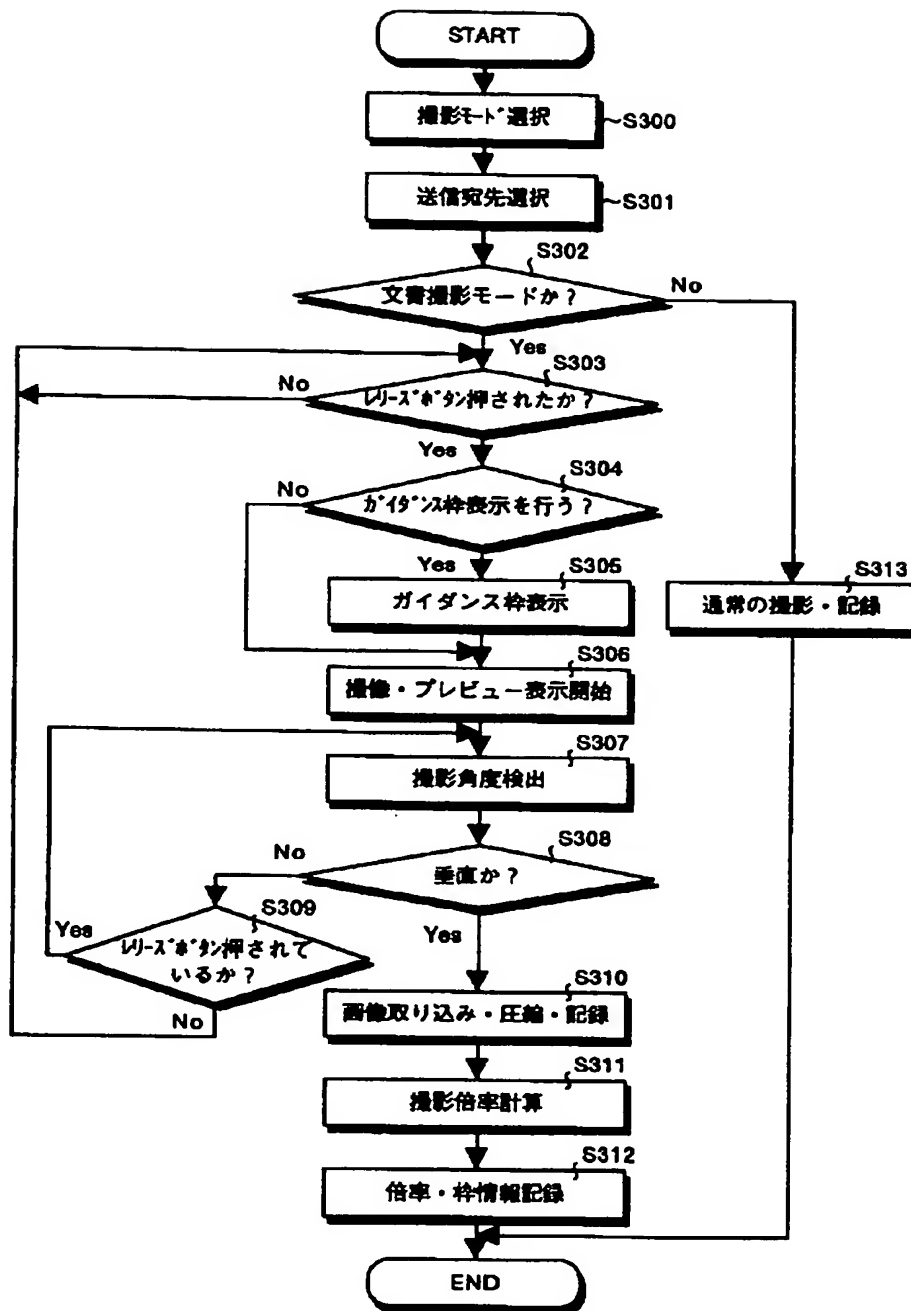 START
撮影モード選択
~S300
送信宛先選択
~S301
S302
文書撮影モードか?
No
Yes
S303
No
レリーズボタン押されたか?
Yes
S304
No
ガイダンス枠表示を行う?
Yes
S305
ガイダンス枠表示
S313
通常の撮影・記録
S306
撮像・プレビュー表示開始
S307
撮影角度検出
S308
No
垂直か?
S309
Yes
レリーズボタン押されて
いるか?
Yes
No
S310
画像取り込み・圧縮・記録
S311
撮影倍率計算
S312
倍率・枠情報記録
END